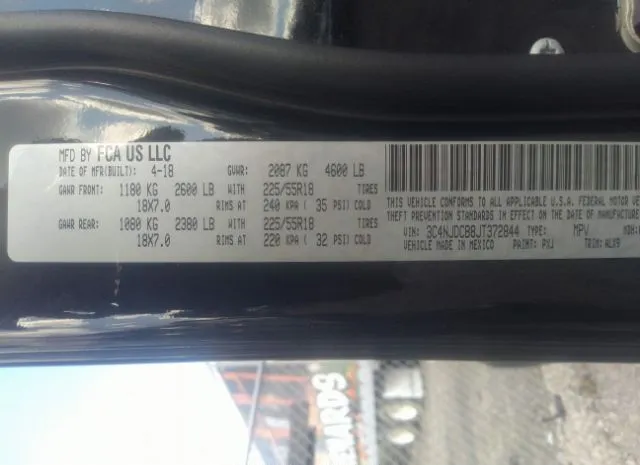 MFD BY FCA US LLC
DATE OF MFR(BUILT): 4-18 GVWR: 2087 KG 4600 LB
GAWR FRONT: 1180 KG 2600 LB WITH 225/55R18 TIRES
18X7.0 RIMS AT 240 KPA ( 35 PSI) COLD
GAWR REAR: 1080 KG 2380 LB WITH 225/55R18 TIRES
18X7.0 RIMS AT 220 KPA ( 32 PSI) COLD
THIS VEHICLE CONFORMS TO ALL APPLICABLE U.S.A. FEDERAL MOTOR VE
THEFT PREVENTION STANDARDS IN EFFECT ON THE DATE OF
VIN: 3C4NJDCB8JT372844 TYPE: MPV
VEHICLE MADE IN MEXICO PAINT: PXJ TRIM: ALX9
ENARDS